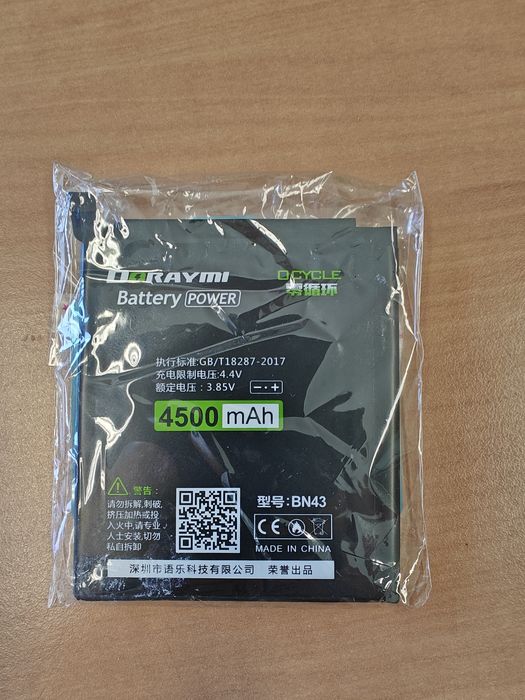 DORAYMI
Battery POWER
0 CYCLE
零循环
执行标准:GB/T18287-2017
充电限制电压:4.4V
额定电压：3.85V
4500 mAh
警告：
请勿拆解,刺破,
挤压加热或投
入火中,请专业
人士安装,切勿
私自拆卸
型号:BN43
MADE IN CHINA
深圳市语乐科技有限公司 荣誉出品